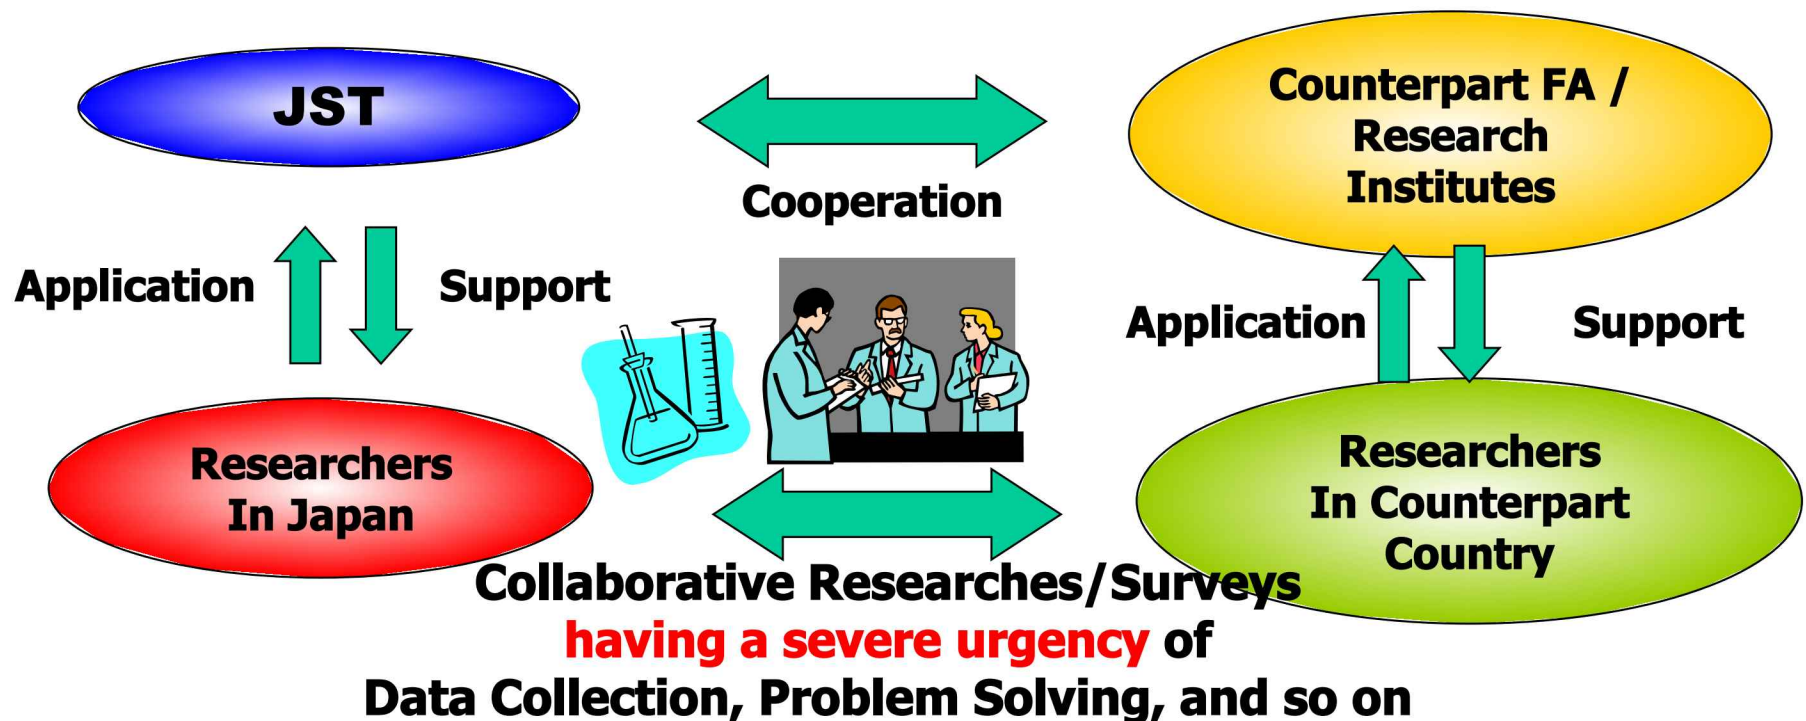 JST
Counterpart FA /
Research
Institutes
Cooperation
Application
Support
Application
Support
Researchers
In Japan
Researchers
In Counterpart
Country
Collaborative Researches/Surveys
having a severe urgency of
Data Collection, Problem Solving, and so on